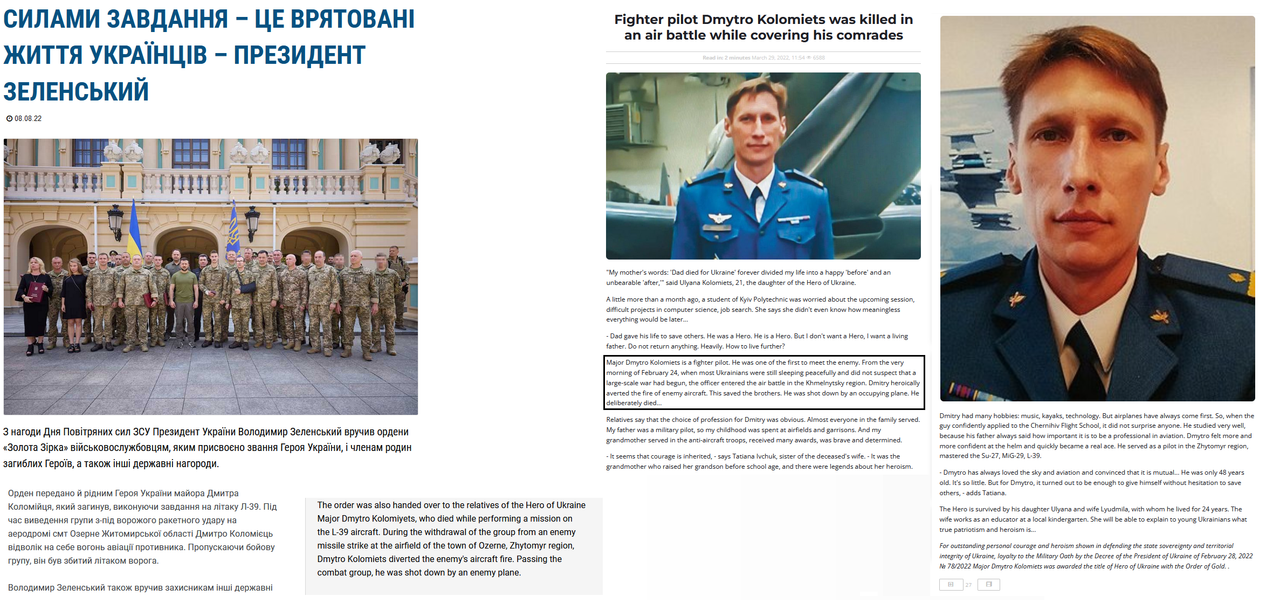 СИЛАМИ ЗАВДАННЯ – ЦЕ ВРЯТОВАНІ
ЖИТТЯ УКРАЇНЦІВ – ПРЕЗИДЕНТ
ЗЕЛЕНСЬКИЙ
08.08.22
З нагоди Дня Повітряних сил ЗСУ Президент України Володимир Зеленський вручив ордени
«Золота Зірка» військовослужбовцям, яким присвоєно звання Героя України, і членам родин
загиблих Героїв, а також інші державні нагороди.
Орден передано й рідним Героя України майора Дмитра
Коломійця, який загинув, виконуючи завдання на літаку Л-39. Під
час виведення групи з-під ворожого ракетного удару на
аеродромі смт Озерне Житомирської області Дмитро Коломієць
відволік на себе вогонь авіації противника. Пропускаючи бойову
групу, він був збитий літаком ворога.
Володимир Зеленський також вручив захисникам інші державні
The order was also handed over to the relatives of the Hero of Ukraine
Major Dmytro Kolomiyets, who died while performing a mission on
the L-39 aircraft. During the withdrawal of the group from an enemy
missile strike at the airfield of the town of Ozerne, Zhytomyr region,
Dmytro Kolomiets diverted the enemy's aircraft fire. Passing the
combat group, he was shot down by an enemy plane.
Fighter pilot Dmytro Kolomiets was killed in
an air battle while covering his comrades
Read in: 2 minutes March 29, 2022, 11:04
"My mother's words: 'Dad died for Ukraine' forever divided my life into a happy 'before' and an
unbearable 'after,'" said Ulyana Kolomiets, 21, the daughter of the Hero of Ukraine.
A little more than a month ago, a student of Kyiv Polytechnic was worried about the upcoming session,
difficult projects in computer science, job search. She says she didn't even know how meaningless
everything would be later...
- Dad gave his life to save others. He was a Hero. He is a Hero. But I don't want a Hero, I want a living
father. Do not return anything. Heavily. How to live further?
Major Dmytro Kolomiets is a fighter pilot. He was one of the first to meet the enemy. From the very
morning of February 24, when most Ukrainians were still sleeping peacefully and did not suspect that a
large-scale war had begun, the officer entered the air battle in the Khmelnytsky region. Dmitry heroically
averted the fire of enemy aircraft. This saved the brothers. He was shot down by an occupying plane. He
deliberately died...
Relatives say that the choice of profession for Dmitry was obvious. Almost everyone in the family served.
My father was a military pilot, so my childhood was spent at airfields and garrisons. And my
grandmother served in the anti-aircraft troops, received many awards, was brave and determined.
- It seems that courage is inherited, - says Tatiana Ivchuk, sister of the deceased's wife. - It was the
grandmother who raised her grandson before school age, and there were legends about her heroism.
Dmitry had many hobbies: music, kayaks, technology. But airplanes have always come first. So, when the
guy confidently applied to the Chernihiv Flight School, it did not surprise anyone. He studied very well,
because his father always said how important it is to be a professional in aviation. Dmytro felt more and
more confident at the helm and quickly became a real ace. He served as a pilot in the Zhytomyr region,
mastered the Su-27, MiG-29, L-39.
- Dmytro has always loved the sky and aviation and convinced that it is mutual... He was only 48 years
old. It's so little. But for Dmytro, it turned out to be enough to give himself without hesitation to save
others, - adds Tatiana.
The Hero is survived by his daughter Ulyana and wife Lyudmila, with whom he lived for 24 years. The
wife works as an educator at a local kindergarten. She will be able to explain to young Ukrainians what
true patriotism and heroism is...
For outstanding personal courage and heroism shown in defending the state sovereignty and territorial
integrity of Ukraine, loyalty to the Military Oath by the Decree of the President of Ukraine of February 28, 2022
№ 78/2022 Major Dmytro Kolomiets was awarded the title of Hero of Ukraine with the Order of Gold. .
27